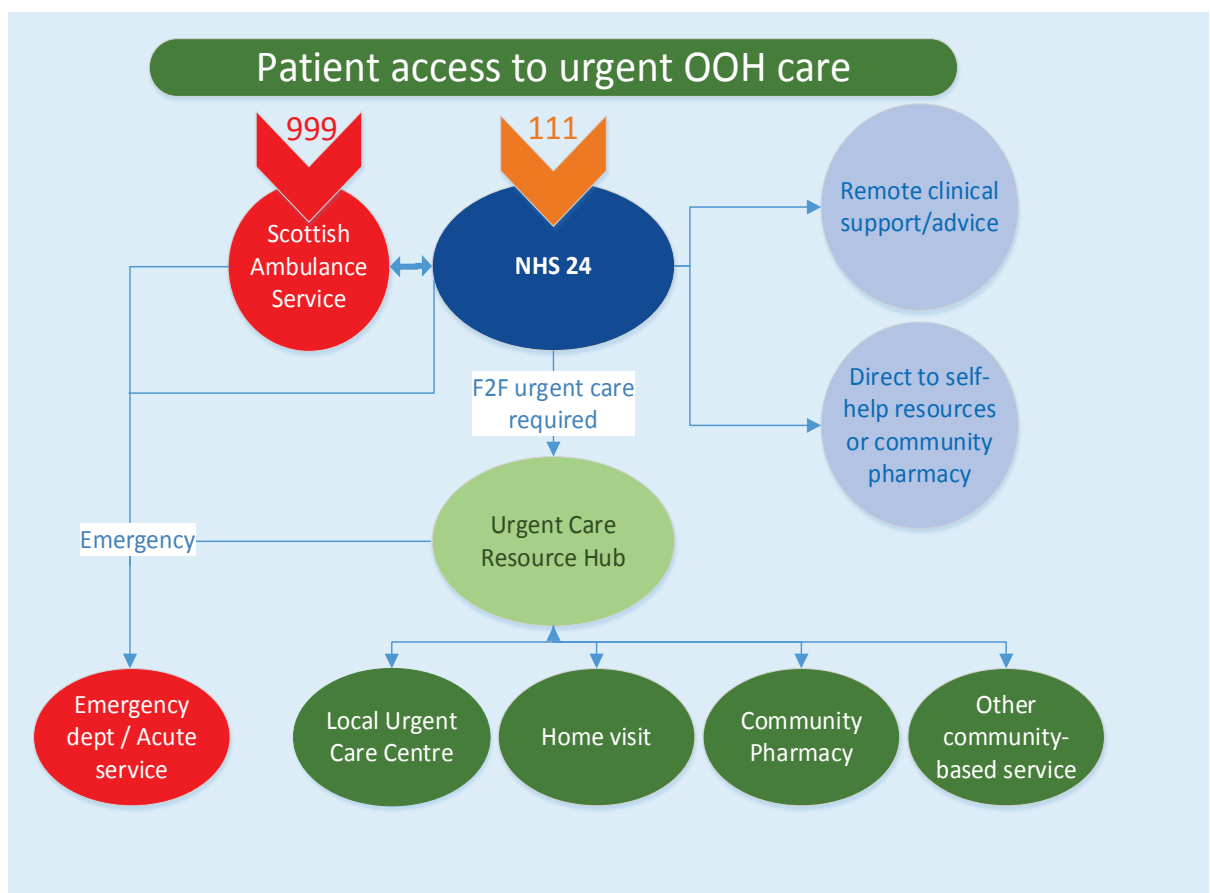 Patient access to urgent OOH care
999
111
Scottish
Ambulance
Service
NHS 24
Remote clinical
support/advice
Direct to self-
help resources
or community
pharmacy
F2F urgent care
required
Urgent Care
Resource Hub
Emergency
Emergency
dept / Acute
service
Local Urgent
Care Centre
Home visit
Community
Pharmacy
Other
community-
based service